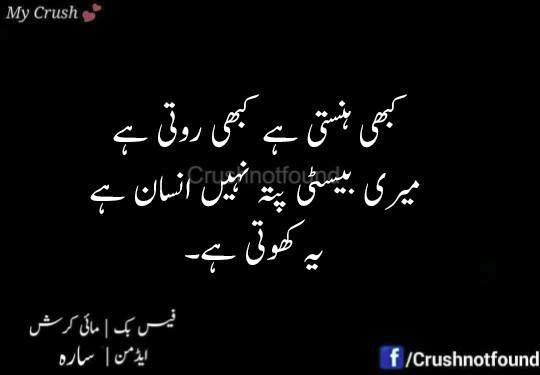 My Crush 💕
کبھی ہنستی ہے کبھی روتی ہے
Crushnotfound
میری بیسٹی پتہ نہیں انسان ہے
یہ کھوتی ہے۔
فیس بک | مائی کرش
ایڈمن | سارہ
f /Crushnotfound